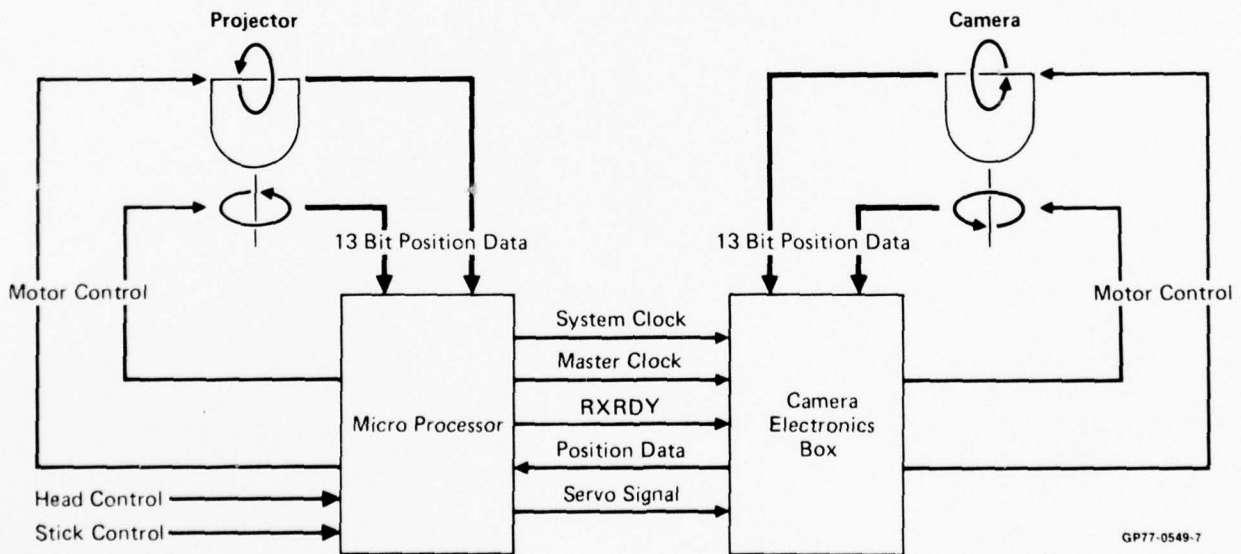 Projector
Camera
13 Bit Position Data
13 Bit Position Data
Motor Control
Motor Control
System Clock
Master Clock
RXRDY
Position Data
Servo Signal
Micro Processor
Camera
Electronics
Box
Head Control
Stick Control
GP77-0549-7